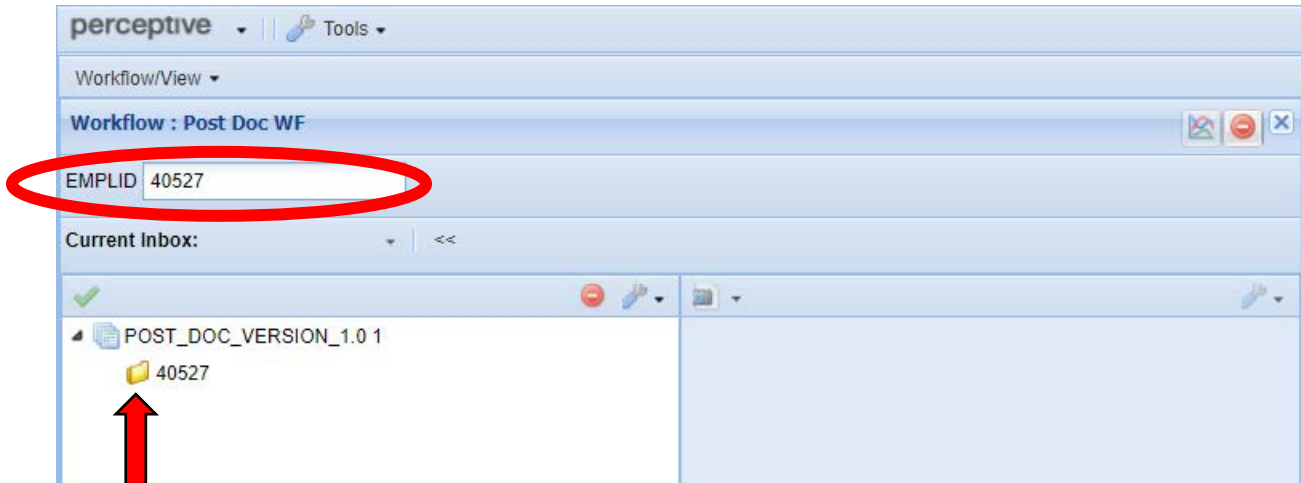 perceptive Tools
Workflow/View
Workflow : Post Doc WF
EMPLID 40527
Current Inbox: <<
POST_DOC_VERSION_1.0 1
40527